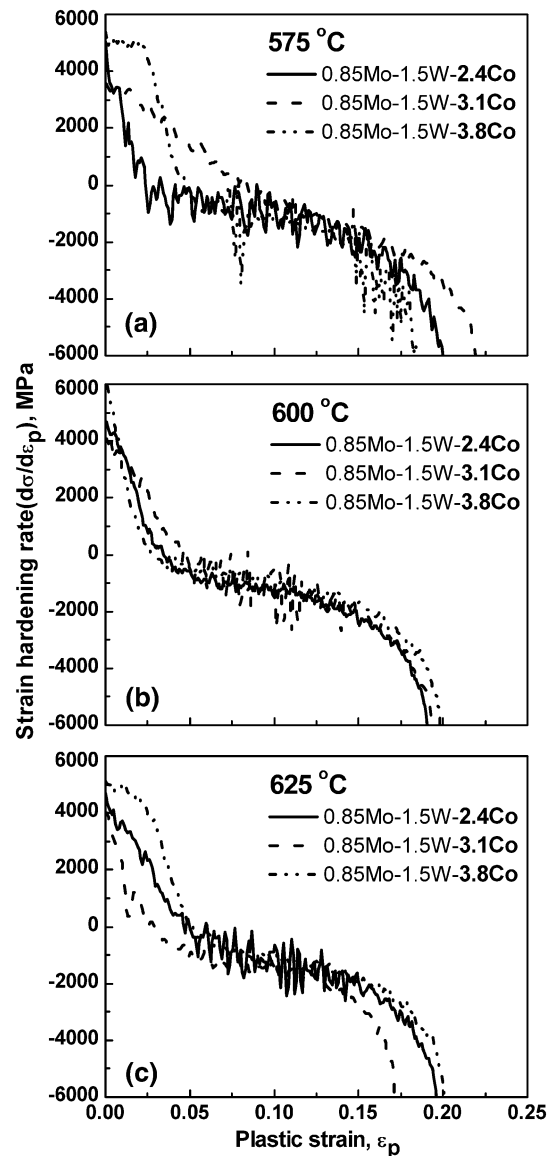 6000
4000
2000
0
-2000
-4000
-6000
575 °C
0.85Mo-1.5W-2.4Co
0.85Mo-1.5W-3.1Co
0.85Mo-1.5W-3.8Co
(a)
6000
4000
2000
0
-2000
-4000
-6000
600 °C
0.85Mo-1.5W-2.4Co
0.85Mo-1.5W-3.1Co
0.85Mo-1.5W-3.8Co
(b)
Strain hardening rate(dσ/dεp), MPa
6000
4000
2000
0
-2000
-4000
-6000
625 °C
0.85Mo-1.5W-2.4Co
0.85Mo-1.5W-3.1Co
0.85Mo-1.5W-3.8Co
(c)
0.00 0.05 0.10 0.15 0.20 0.25
Plastic strain, εp